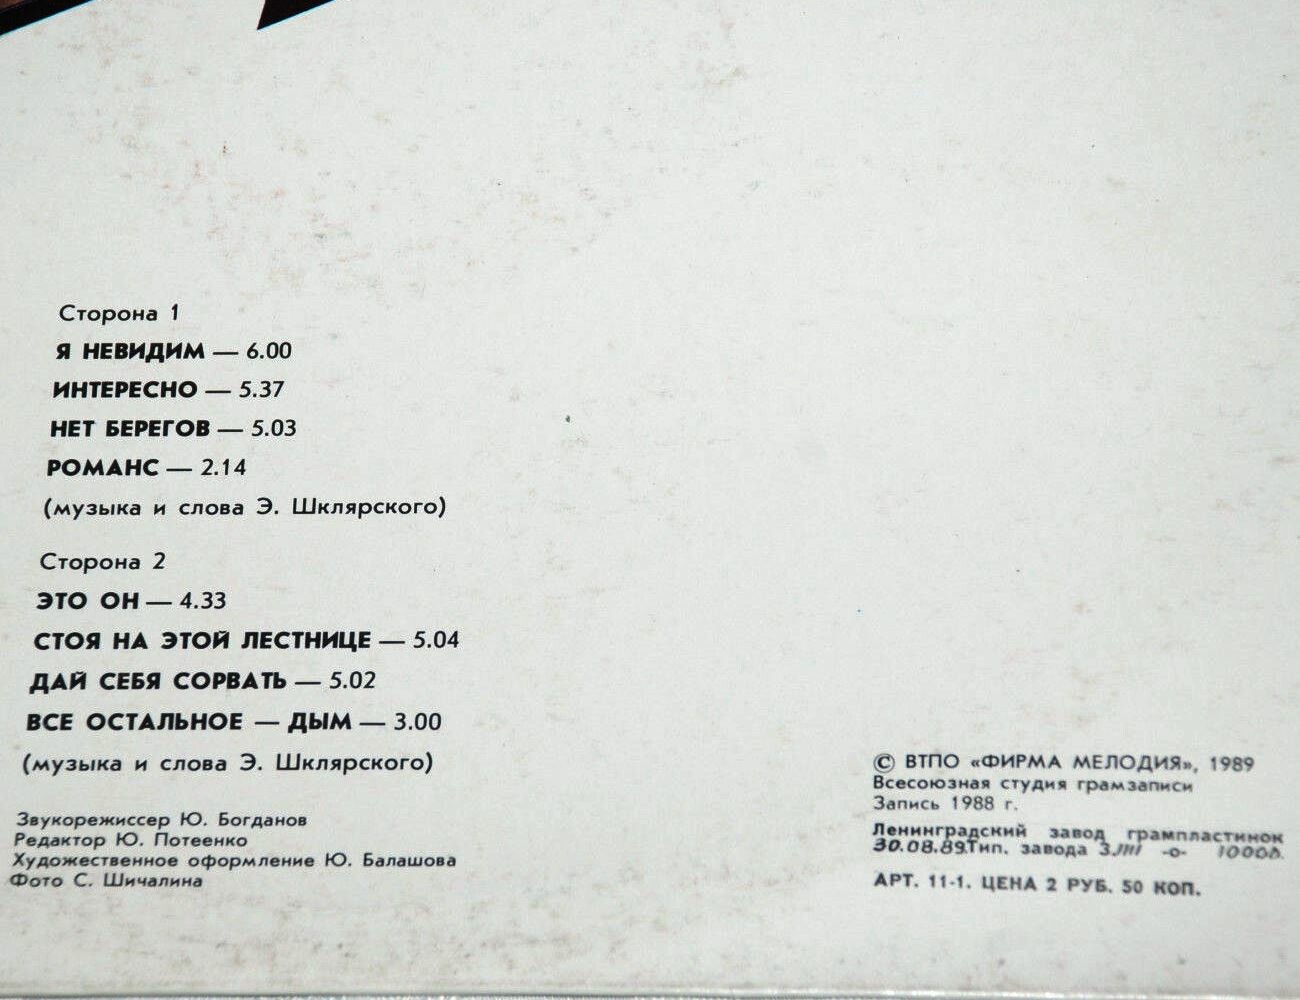 Сторона 1
Я НЕВИДИМ — 6.00
ИНТЕРЕСНО — 5.37
НЕТ БЕРЕГОВ — 5.03
РОМАНС — 2.14
(музыка и слова Э. Шклярского)
Сторона 2
ЭТО ОН — 4.33
СТОЯ НА ЭТОЙ ЛЕСТНИЦЕ — 5.04
ДАЙ СЕБЯ СОРВАТЬ — 5.02
ВСЕ ОСТАЛЬНОЕ — ДЫМ — 3.00
(музыка и слова Э. Шклярского)
Звукорежиссер Ю. Богданов
Редактор Ю. Потеенко
Художественное оформление Ю. Балашова
Фото С. Шичалина
© ВТПО «ФИРМА МЕЛОДИЯ», 1989
Всесоюзная студия грамзаписи
Запись 1988 г.
Ленинградский завод грампластинок
30.08.89. Тип. завода
АРТ. 11-1. ЦЕНА 2 РУБ. 50 КОП.